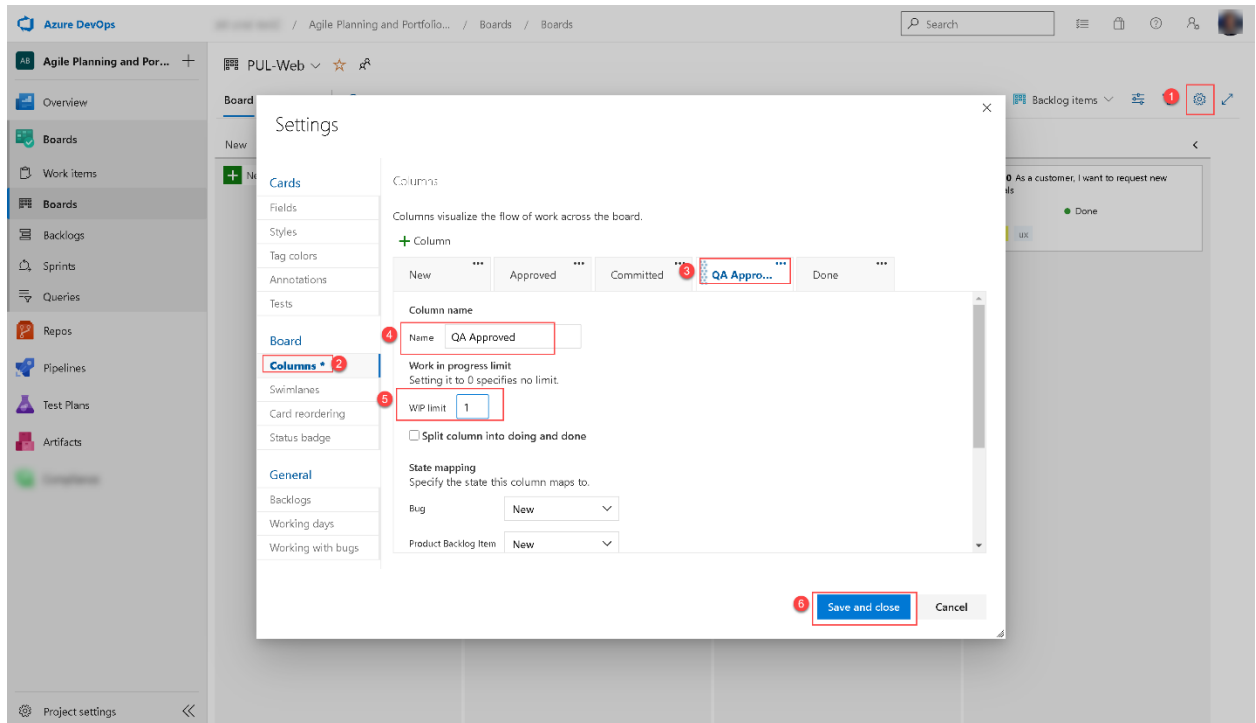 Azure DevOps
/ Agile Planning and Portfolio... / Boards / Boards
Search
AB Agile Planning and Por...
PUL-Web
Overview
Boards
Work items
Boards
Backlogs
Sprints
Queries
Repos
Pipelines
Test Plans
Artifacts
Project settings
Board
Backlog items
1
New
As a customer, I want to request new
Done
ux
Settings
Cards
Fields
Styles
Tag colors
Annotations
Tests
Board
Columns * 2
Swimlanes
Card reordering
Status badge
General
Backlogs
Working days
Working with bugs
Columns
Columns visualize the flow of work across the board.
+ Column
New Approved Committed 3 QA Appro... Done
Column name
4 Name QA Approved
Work in progress limit
Setting it to 0 specifies no limit.
5 WIP limit 1
Split column into doing and done
State mapping
Specify the state this column maps to.
Bug New
Product Backlog Item New
6 Save and close Cancel